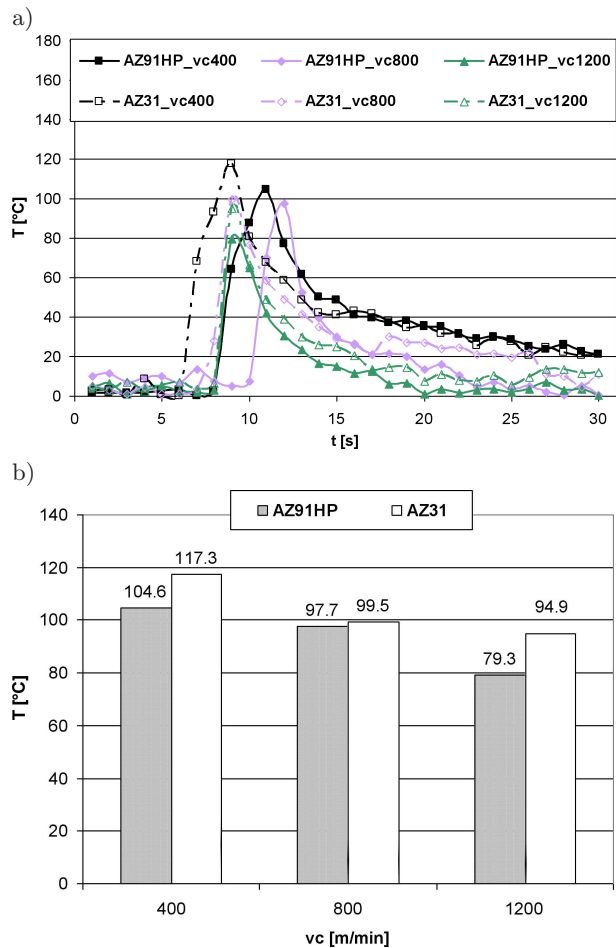 a)
180
160
140
120
100
80
60
40
20
0
T [°C]
AZ91HP_vc400 AZ91HP_vc800 AZ91HP_vc1200
AZ31_vc400 AZ31_vc800 AZ31_vc1200
0 5 10 15 20 25 30
t [s]
b)
140
120
100
80
60
40
20
0
T [°C]
AZ91HP AZ31
104.6 117.3 97.7 99.5 79.3 94.9
400 800 1200
vc [m/min]